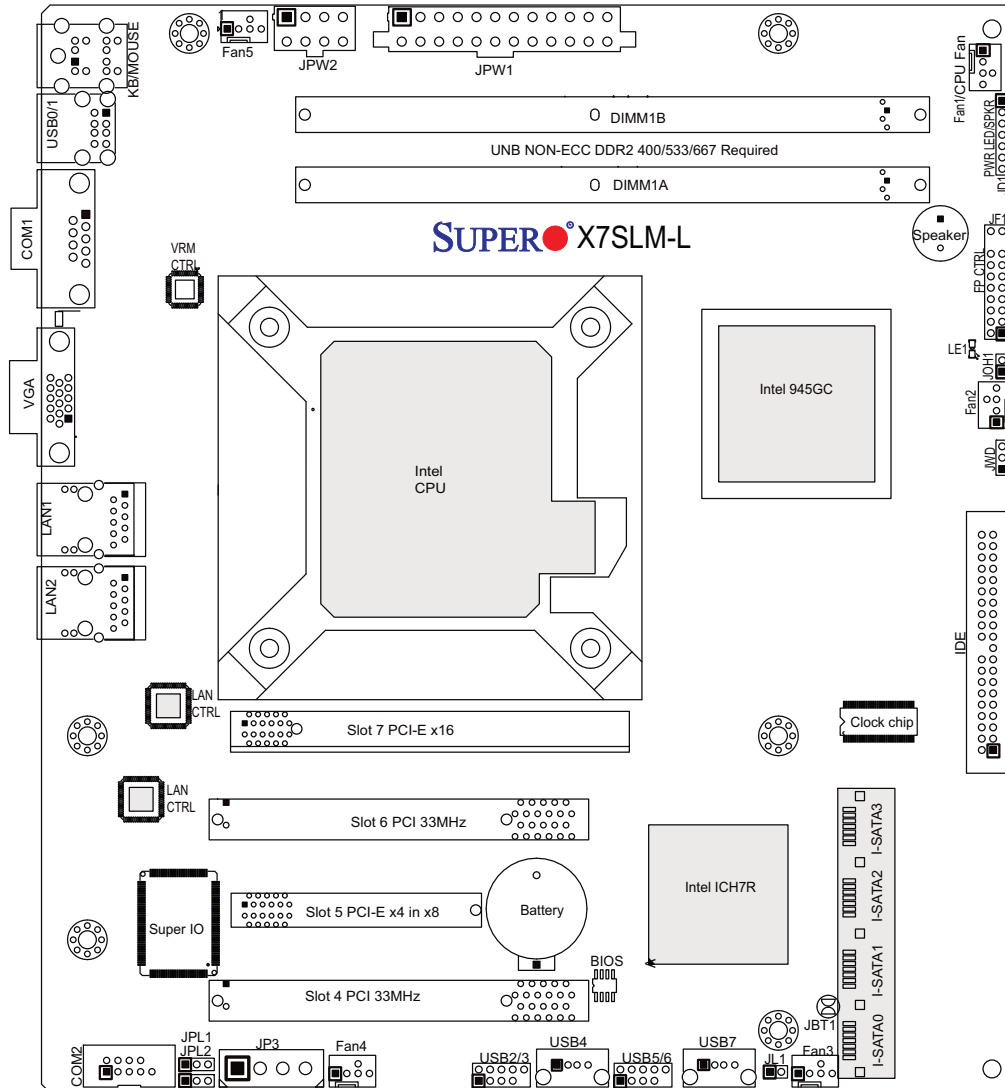 Fan5
JPW2
JPW1
KB/MOUSE
Fan1/CPU Fan
USB0/1
DIMM1B
PWR LED/SPKR
JD1
UNB NON-ECC DDR2 400/533/667 Required
DIMM1A
COM1
SUPER X7SLM-L
Speaker
JF1
FP CTRL
VRM
CTRL
LE1
JOH1
VGA
Intel 945GC
Fan2
Intel
CPU
JWD
LAN1
LAN2
IDE
LAN
CTRL
Slot 7 PCI-E x16
Clock chip
LAN
CTRL
Slot 6 PCI 33MHz
I-SATA3
Intel ICH7R
I-SATA2
Slot 5 PCI-E x4 in x8
Battery
Super IO
I-SATA1
BIOS
Slot 4 PCI 33MHz
JBT1
I-SATA0
COM2
JPL1
JPL2
JP3
Fan4
USB2/3
USB4
USB5/6
USB7
JL1
Fan3